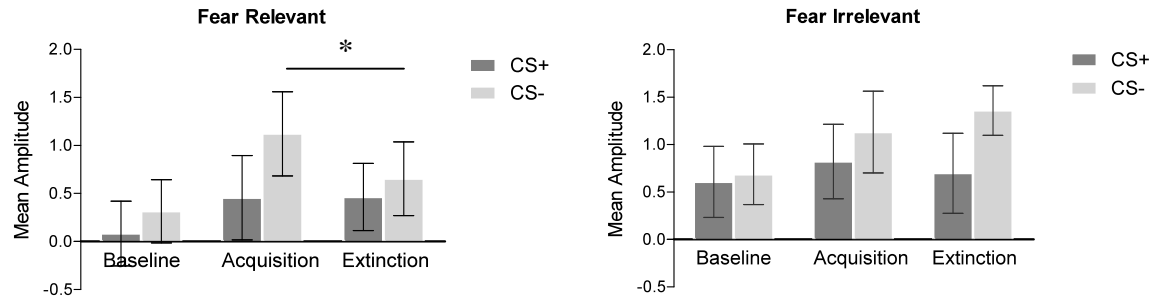 Fear Relevant
2.0
1.5
1.0
0.5
0.0
-0.5
Mean Amplitude
*
CS+
CS-
Baseline
Acquisition
Extinction
Fear Irrelevant
2.0
1.5
1.0
0.5
0.0
-0.5
Mean Amplitude
CS+
CS-
Baseline
Acquisition
Extinction